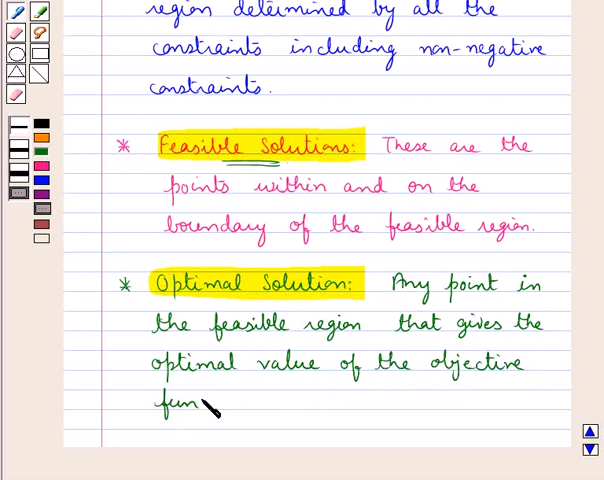 region determined by all the
constraints including non-negative
constraints.
* Feasible Solutions: These are the
points within and on the
boundary of the feasible region.
* Optimal Solution: Any point in
the feasible region that gives the
optimal value of the objective
fun